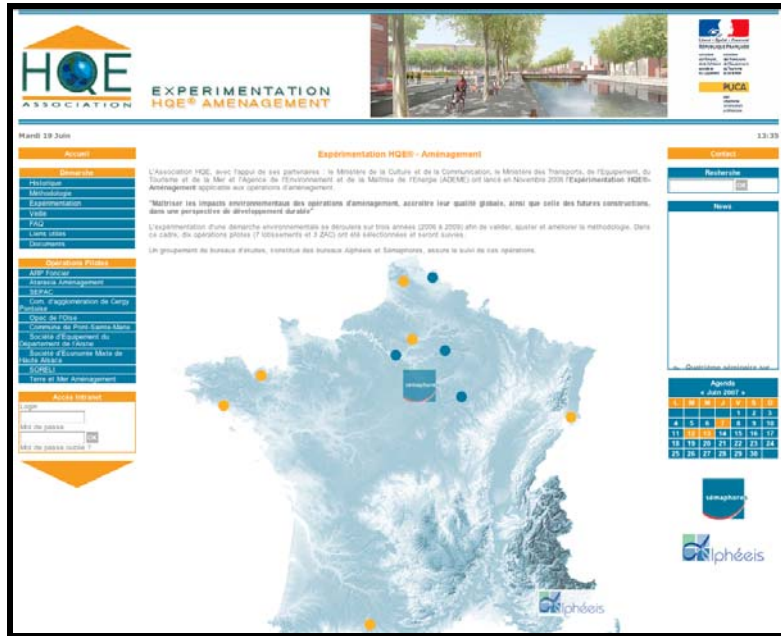 HQE
ASSOCIATION
EXPERIMENTATION
HQE® AMENAGEMENT
Liberté • Égalité • Fraternité
RÉPUBLIQUE FRANÇAISE
PUCA
Mardi 19 Juin
13:35
Accueil
Démarche
Historique
Méthodologie
Expérimentation
Veille
FAQ
Liens utiles
Documents
Opérations Pilotes
ARP Foncier
Ataraxia Aménagement
SEPAC
Com. d'agglomération de Cergy
Pontoise
Opac de l'Oise
Commune de Pont-Sainte-Marie
Société d'Equipement du
Département de l'Aisne
Société d'Economie Mixte de
Haute Alsace
SORELI
Terre et Mer Aménagement
Accès Intranet
Login
Mot de passe
OK
Mot de passe oublié ?
Expérimentation HQE® - Aménagement
L'Association HQE, avec l'appui de ses partenaires : le Ministère de la Culture et de la Communication, le Ministère des Transports, de l'Equipement, du
Tourisme et de la Mer et l'Agence de l'Environnement et de la Maîtrise de l'Energie (ADEME) ont lancé en Novembre 2006 l'Expérimentation HQE®-
Aménagement applicable aux opérations d'aménagement.
"Maîtriser les impacts environnementaux des opérations d'aménagement, accroître leur qualité globale, ainsi que celle des futures constructions,
dans une perspective de développement durable"
L'expérimentation d'une démarche environnementale se déroulera sur trois années (2006 à 2009) afin de valider, ajuster et améliorer la méthodologie. Dans
ce cadre, dix opérations pilotes (7 lotissements et 3 ZAC) ont été sélectionnées et seront suivies.
Un groupement de bureaux d'études, constitué des bureaux Alphéeis et Sémaphores, assure le suivi de ces opérations.
sémaphores
alphéeis
Contact
Recherche
OK
News
Quatrième séminaire sur
Agenda
« Juin 2007 »
L M M J V S D
1 2 3
4 5 6 7 8 9 10
11 12 13 14 15 16 17
18 19 20 21 22 23 24
25 26 27 28 29 30
sémaphores
alphéeis